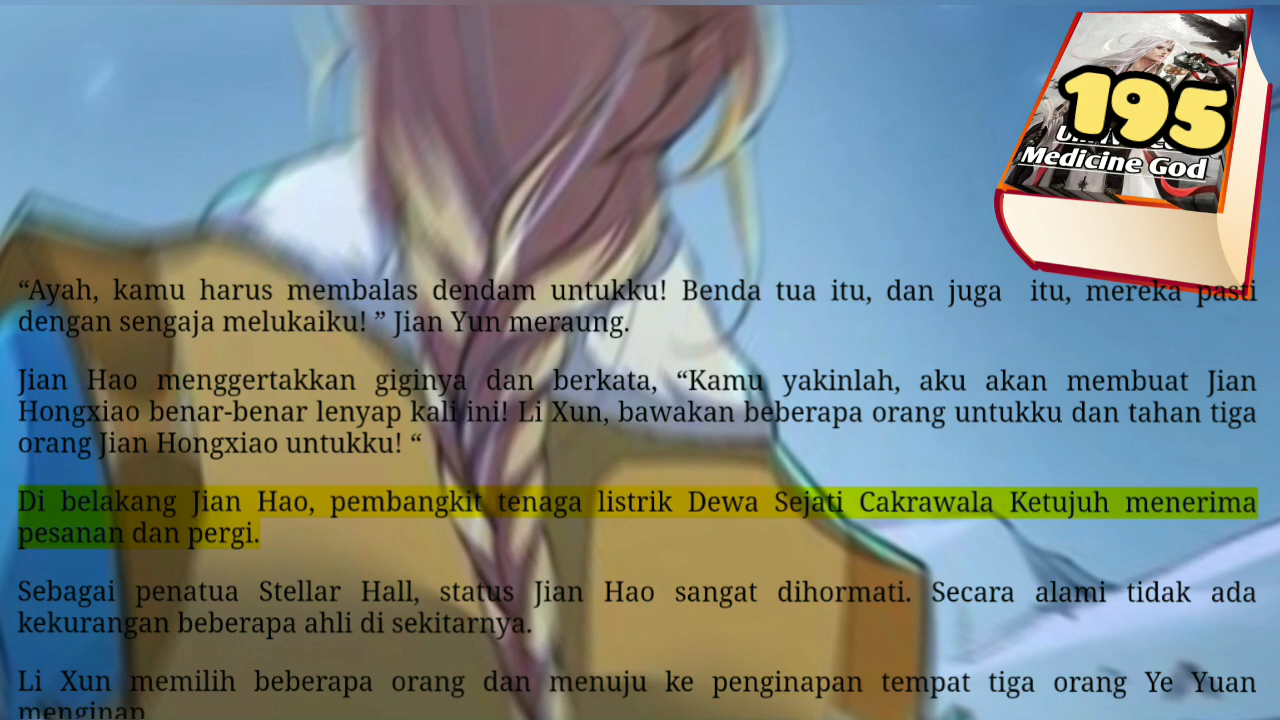 195
Medicine God
“Ayah, kamu harus membalas dendam untukku! Benda tua itu, dan juga itu, mereka pasti
dengan sengaja melukaiku! ” Jian Yun meraung.
Jian Hao menggertakkan giginya dan berkata, “Kamu yakinlah, aku akan membuat Jian
Hongxiao benar-benar lenyap kali ini! Li Xun, bawakan beberapa orang untukku dan tahan tiga
orang Jian Hongxiao untukku! “
Di belakang Jian Hao, pembangkit tenaga listrik Dewa Sejati Cakrawala Ketujuh menerima
pesanan dan pergi.
Sebagai penatua Stellar Hall, status Jian Hao sangat dihormati. Secara alami tidak ada
kekurangan beberapa ahli di sekitarnya.
Li Xun memilih beberapa orang dan menuju ke penginapan tempat tiga orang Ye Yuan
menginap.